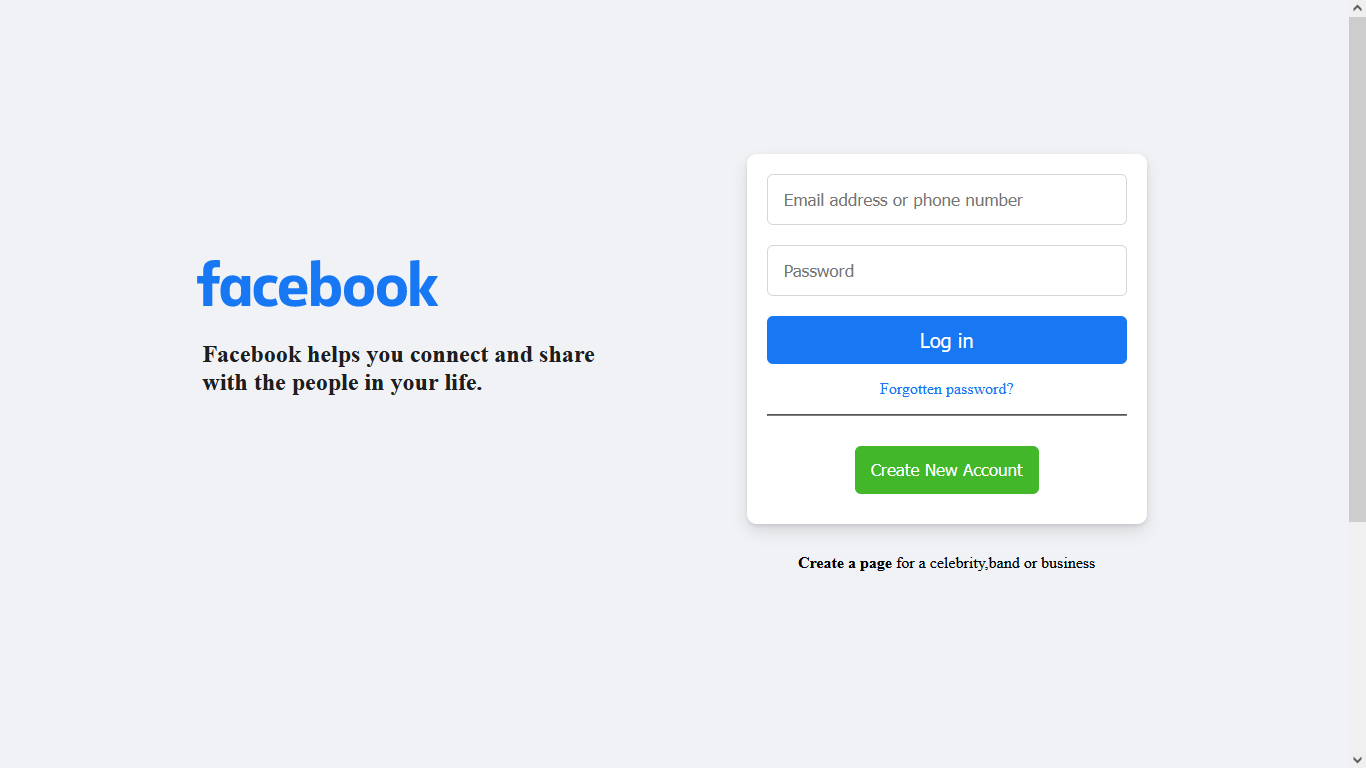 facebook
Facebook helps you connect and share
with the people in your life.
Email address or phone number
Password
Log in
Forgotten password?
Create New Account
Create a page for a celebrity,band or business